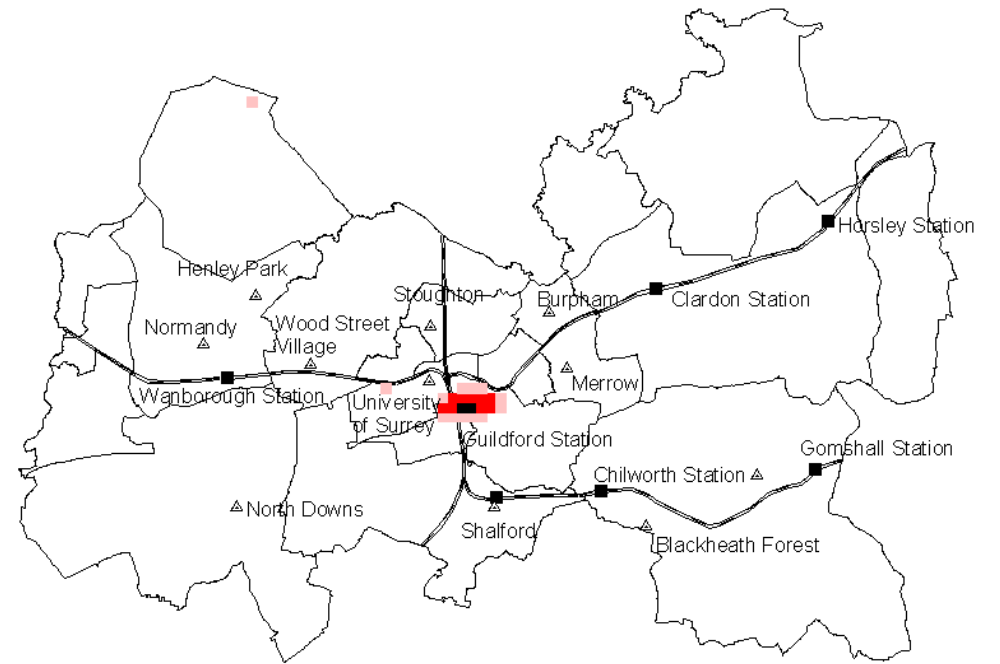 Horsley Station
Henley Park
Stoughton
Burpham
Clardon Station
Normandy
Wood Street
Village
Merrow
Wanborough Station
University
of Surrey
Guildford Station
Gomshall Station
Chilworth Station
North Downs
Shalford
Blackheath Forest